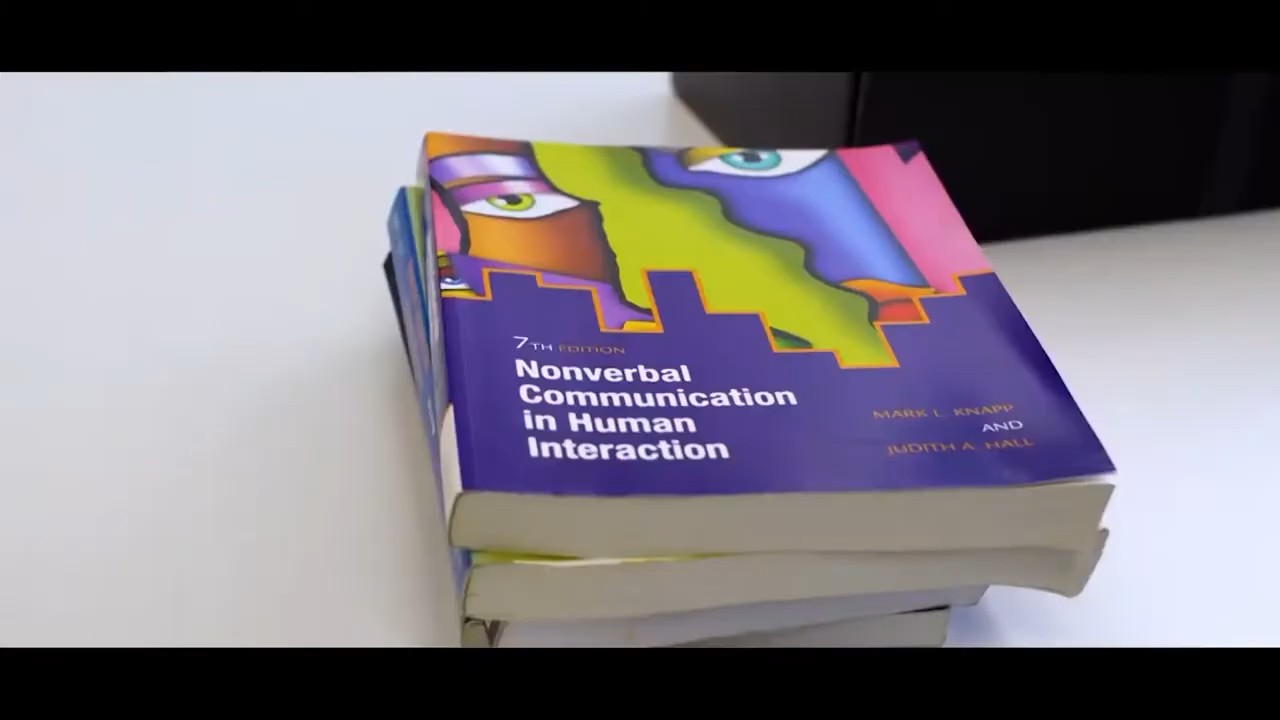 7TH EDITION
Nonverbal
Communication
in Human
Interaction
MARK L. KNAPP
AND
JUDITH A. HALL